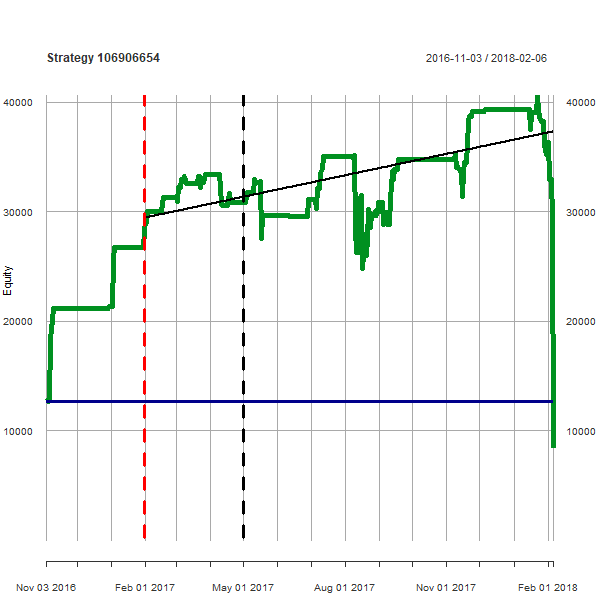 Strategy 106906654
2016-11-03 / 2018-02-06
40000 40000
30000 30000
20000 20000
10000 10000
Equity
Nov 03 2016 Feb 01 2017 May 01 2017 Aug 01 2017 Nov 01 2017 Feb 01 2018